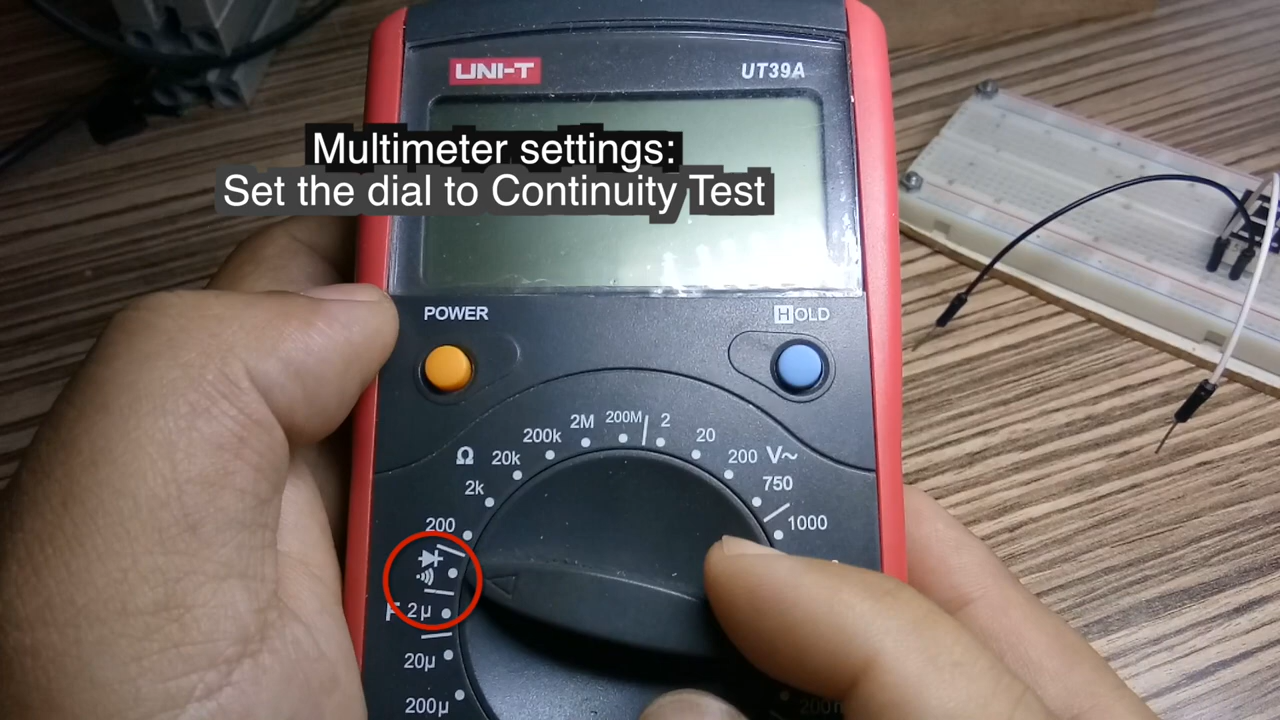 UNI-T
UT39A
Multimeter settings:
Set the dial to Continuity Test
POWER
HOLD
2M
200M
2
200k
20
Ω
20k
200
V~
2k
750
200
1000
F
2µ
20µ
200µ